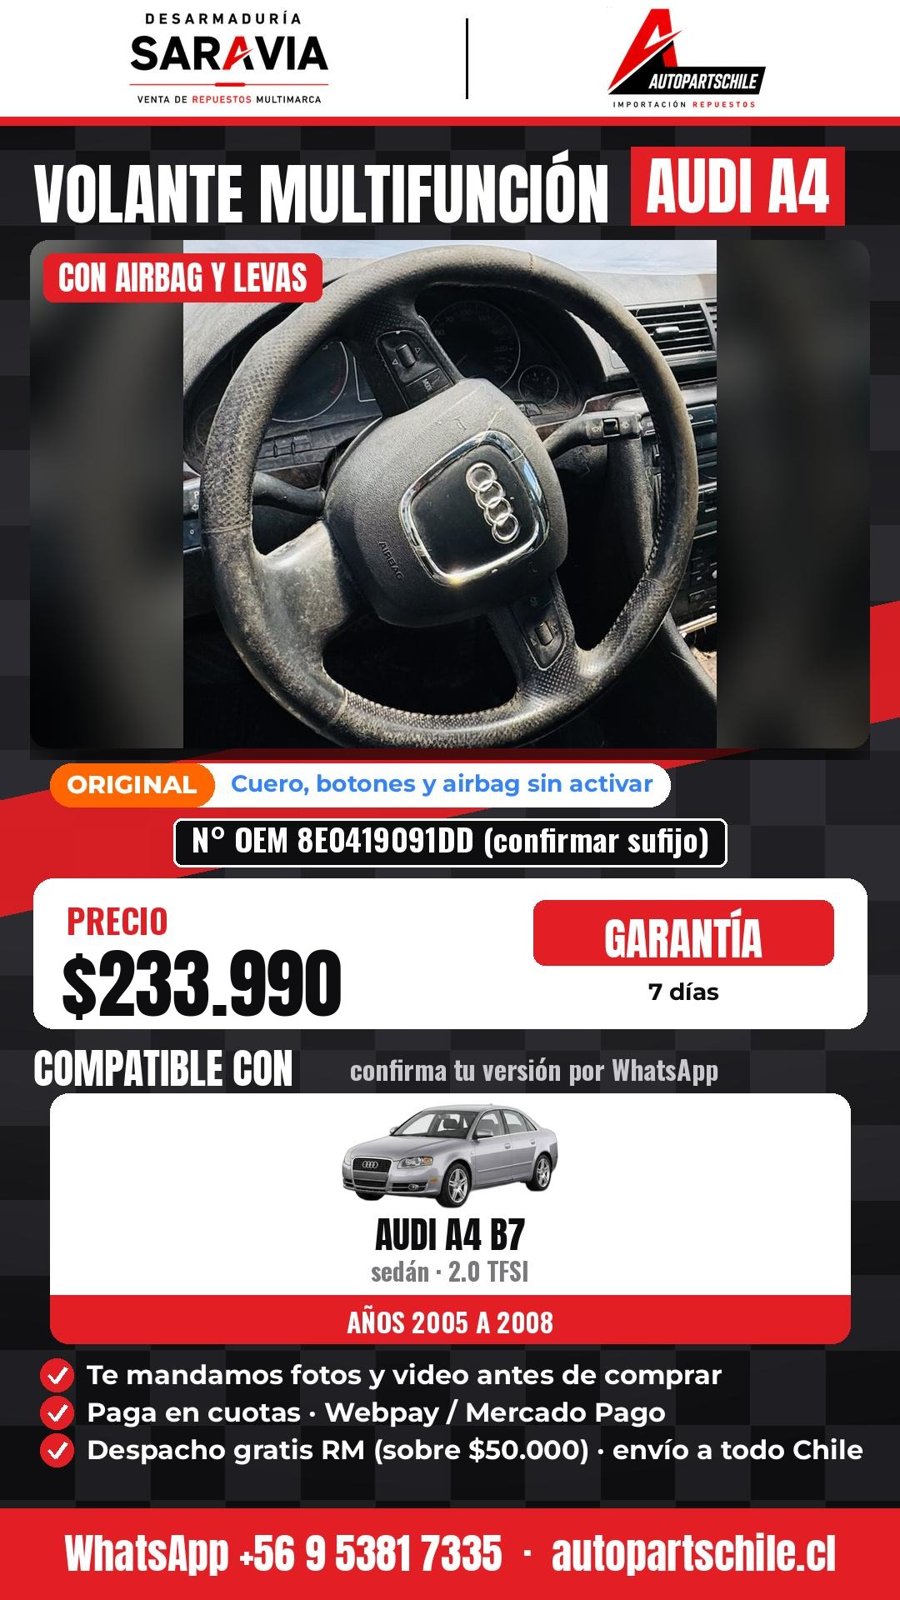 DESARMADURÍA
SARAVIA
VENTA DE REPUESTOS MULTIMARCA
AUTOPARTSCHILE
IMPORTACIÓN REPUESTOS
VOLANTE MULTIFUNCIÓN AUDI A4
CON AIRBAG Y LEVAS
AIRBAG
ORIGINAL Cuero, botones y airbag sin activar
N° OEM 8E0419091DD (confirmar sufijo)
PRECIO
$233.990
GARANTÍA
7 días
COMPATIBLE CON confirma tu versión por WhatsApp
AUDI A4 B7
sedán · 2.0 TFSI
AÑOS 2005 A 2008
Te mandamos fotos y video antes de comprar
Paga en cuotas · Webpay / Mercado Pago
Despacho gratis RM (sobre $50.000) · envío a todo Chile
WhatsApp +56 9 5381 7335 · autopartschile.cl